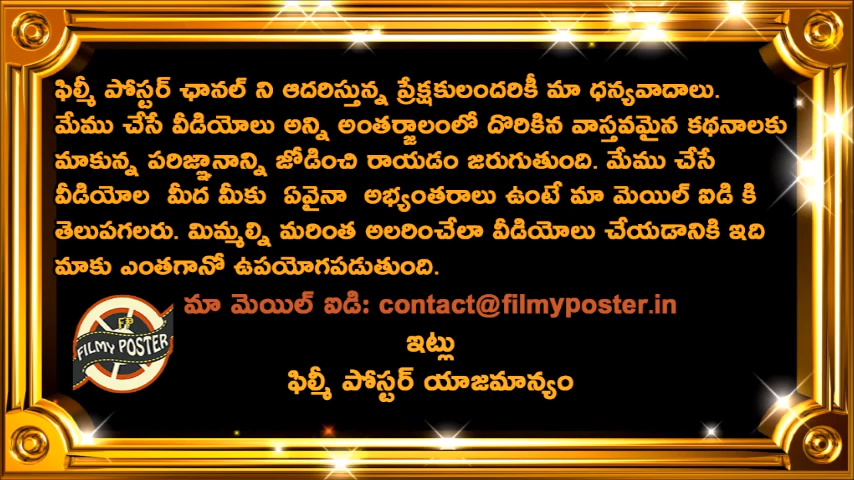 ఫిల్మీ పోస్టర్ ఛానల్ ని ఆదరిస్తున్న ప్రేక్షకులందరికీ మా ధన్యవాదాలు.
మేము చేసే వీడియోలు అన్ని అంతర్జాలంలో దొరికిన వాస్తవమైన కథనాలకు
మాకున్న పరిజ్ఞానాన్ని జోడించి రాయడం జరుగుతుంది. మేము చేసే
వీడియోల మీద మీకు ఏవైనా అభ్యంతరాలు ఉంటే మా మెయిల్ ఐడి కి
తెలుపగలరు. మిమ్మల్ని మరింత అలరించేలా వీడియోలు చేయడానికి ఇది
మాకు ఎంతగానో ఉపయోగపడుతుంది.
మా మెయిల్ ఐడి: contact@filmyposter.in
FP
FILMY POSTER
ఇట్లు
ఫిల్మీ పోస్టర్ యాజమాన్యం